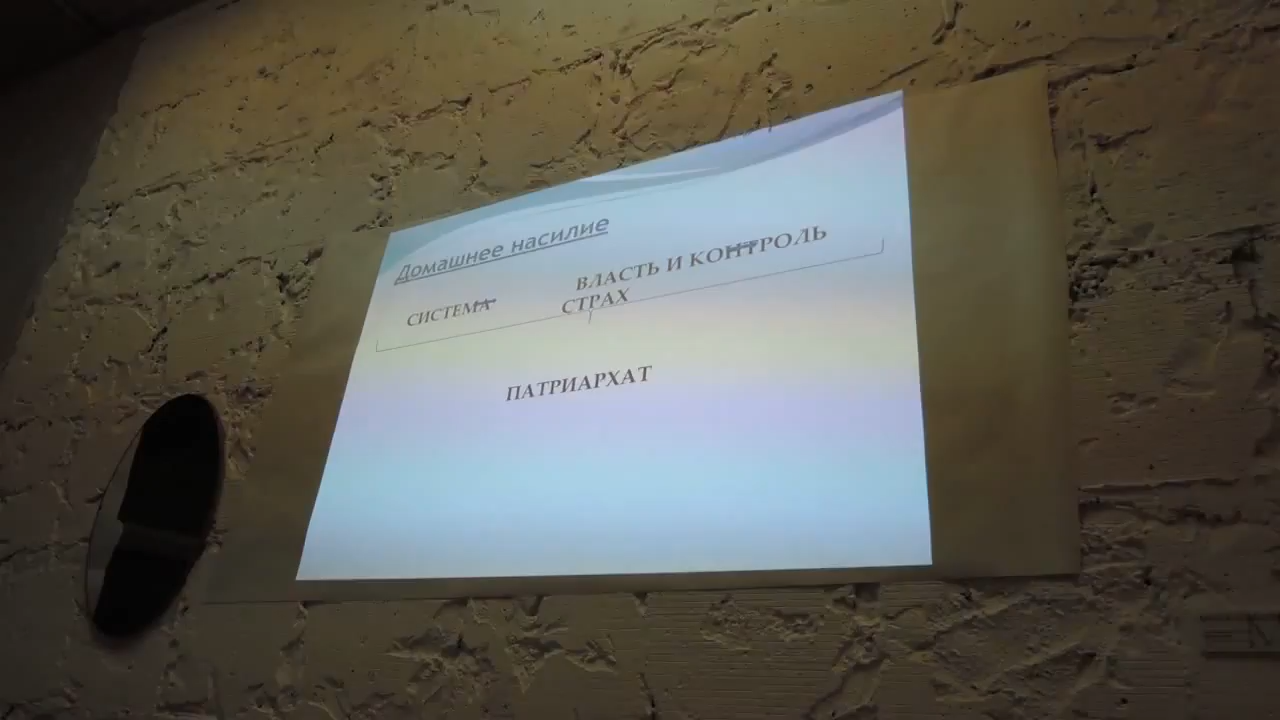 Домашнее насилие
СИСТЕМА
ВЛАСТЬ И КОНТРОЛЬ
СТРАХ
ПАТРИАРХАТ